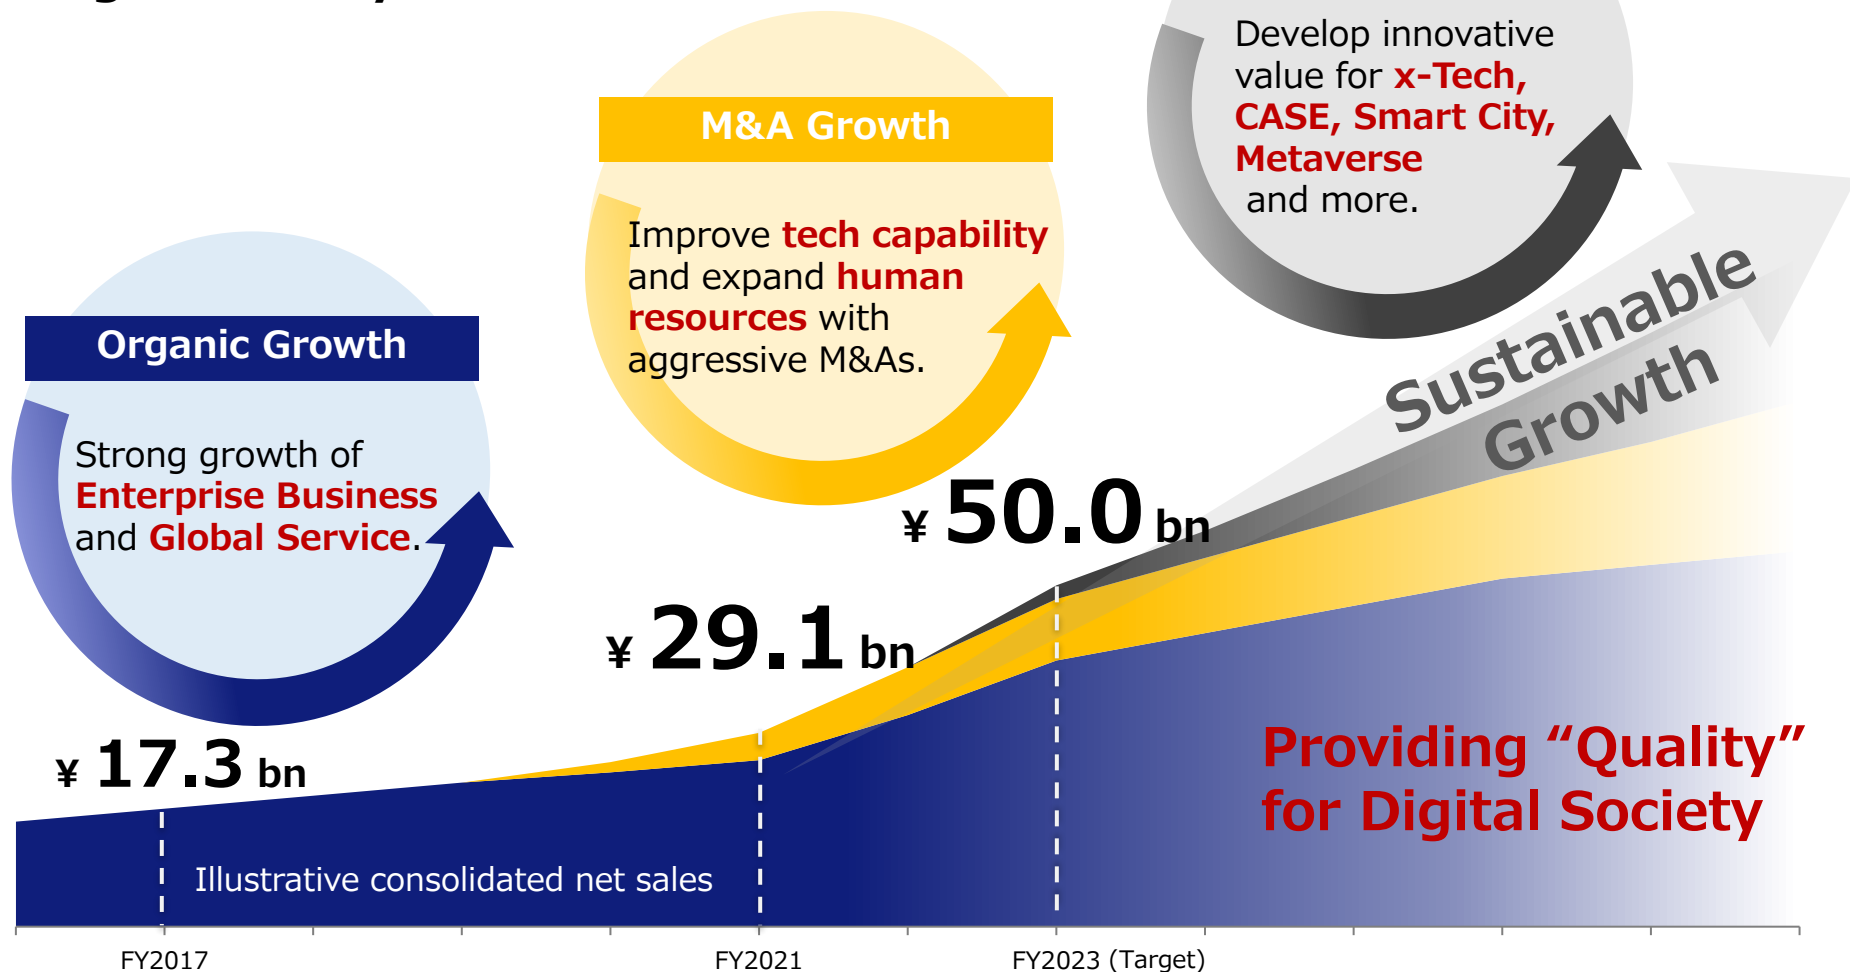 Develop innovative
value for x-Tech,
CASE, Smart City,
Metaverse
and more.
M&A Growth
Improve tech capability
and expand human
resources with
aggressive M&As.
Organic Growth
Strong growth of
Enterprise Business
and Global Service.
Sustainable
Growth
¥ 50.0 bn
¥ 29.1 bn
¥ 17.3 bn
Providing “Quality”
for Digital Society
Illustrative consolidated net sales
FY2017
FY2021
FY2023 (Target)